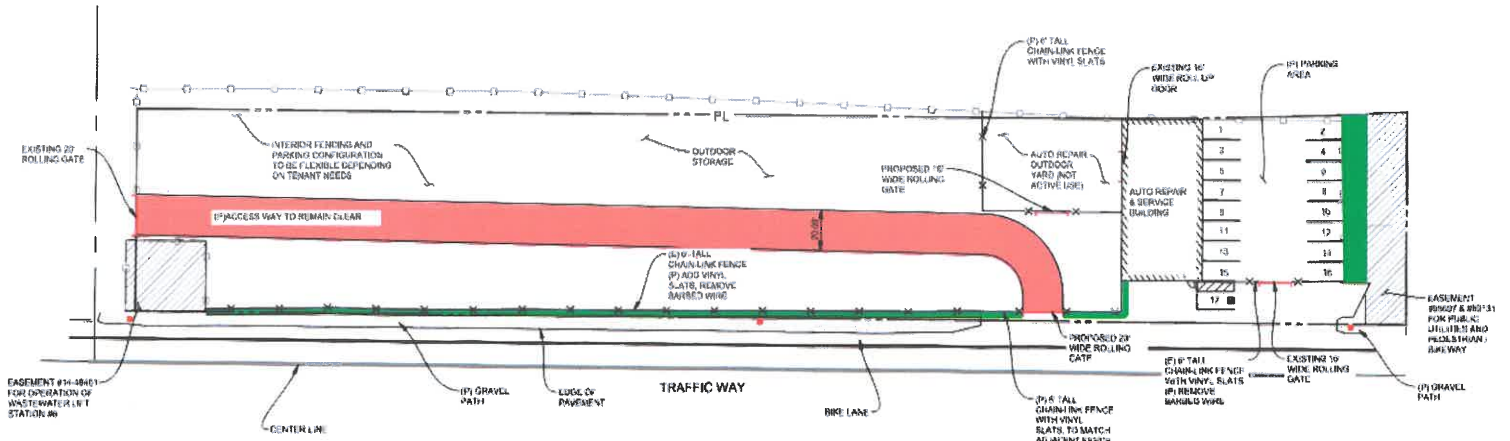 (P) 6' TALL
CHAIN-LINK FENCE
WITH VINYL SLATS
EXISTING 16'
WIDE ROLL UP
DOOR
(P) PARKING
AREA
PL
EXISTING 20'
ROLLING GATE
INTERIOR FENCING AND
PARKING CONFIGURATION
TO BE FLEXIBLE DEPENDING
ON TENANT NEEDS
OUTDOOR
STORAGE
PROPOSED 16'
WIDE ROLLING
GATE
AUTO REPAIR
OUTDOOR
YARD (NOT
ACTIVE USE)
AUTO REPAIR
& SERVICE
BUILDING
1
2
3
4
5
6
7
8
9
10
11
12
13
14
15
16
17
(P) ACCESS WAY TO REMAIN CLEAR
20.00'
(E) 6' TALL
CHAIN-LINK FENCE
(P) ADD VINYL
SLATS, REMOVE
BARBED WIRE
EASEMENT
FOR PUBLIC
UTILITIES AND
PEDESTRIAN /
BIKEWAY
EASEMENT
FOR OPERATION OF
WASTEWATER LIFT
STATION
CENTER LINE
(P) GRAVEL
PATH
EDGE OF
PAVEMENT
TRAFFIC WAY
BIKE LANE
PROPOSED 20'
WIDE ROLLING
GATE
(P) 6' TALL
CHAIN-LINK FENCE
WITH VINYL
SLATS, TO MATCH
ADJACENT FENCE
(E) 6' TALL
CHAIN-LINK FENCE
WITH VINYL SLATS
(P) REMOVE
BARBED WIRE
EXISTING 16'
WIDE ROLLING
GATE
(P) GRAVEL
PATH